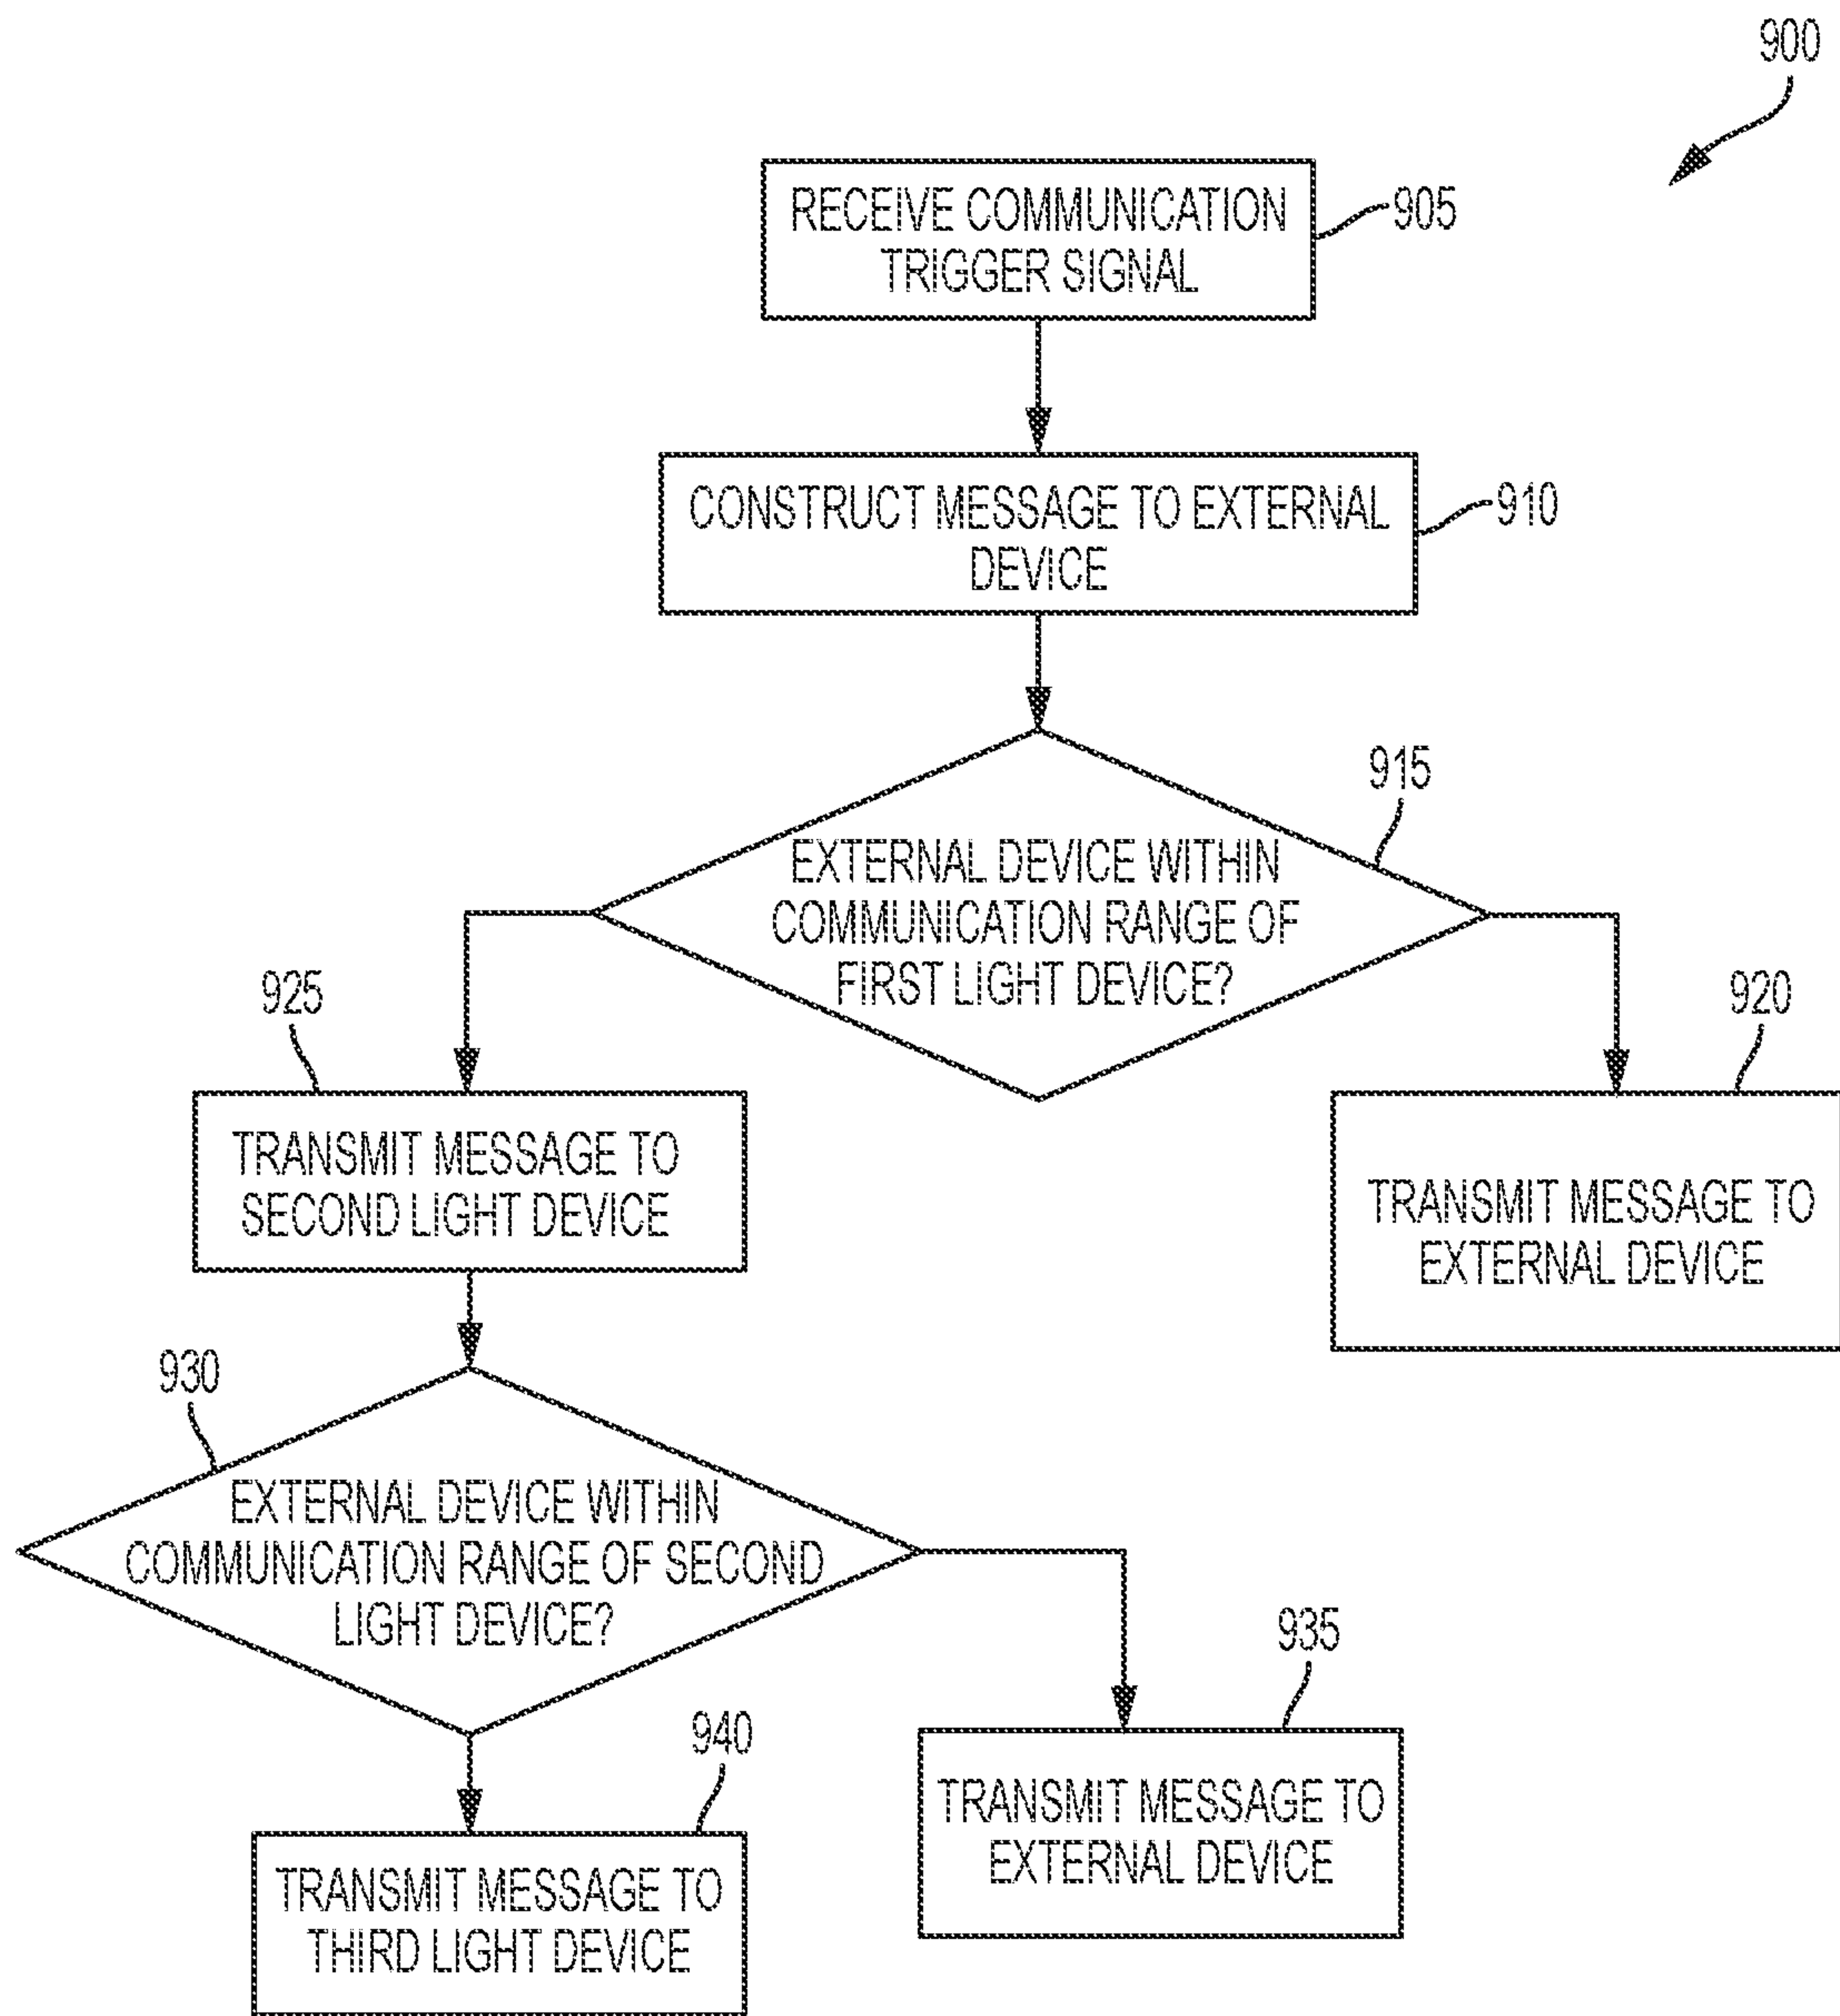 900
RECEIVE COMMUNICATION
TRIGGER SIGNAL
905
CONSTRUCT MESSAGE TO EXTERNAL
DEVICE
910
915
EXTERNAL DEVICE WITHIN
COMMUNICATION RANGE OF
FIRST LIGHT DEVICE?
925
920
TRANSMIT MESSAGE TO
SECOND LIGHT DEVICE
TRANSMIT MESSAGE TO
EXTERNAL DEVICE
930
EXTERNAL DEVICE WITHIN
COMMUNICATION RANGE OF SECOND
LIGHT DEVICE?
935
940
TRANSMIT MESSAGE TO
EXTERNAL DEVICE
TRANSMIT MESSAGE TO
THIRD LIGHT DEVICE